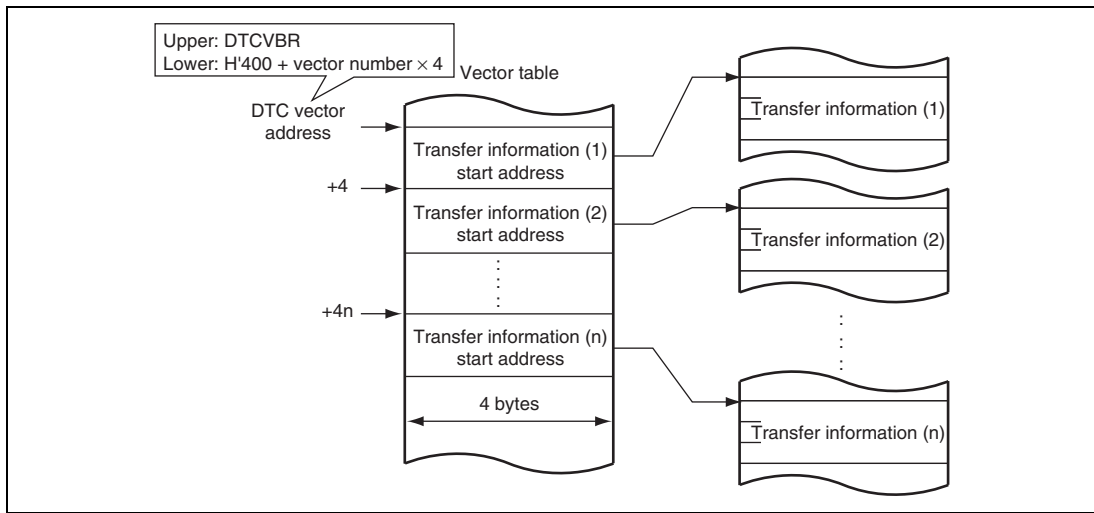 Upper: DTCVBR
Lower: H'400 + vector number × 4
Vector table
DTC vector
address
Transfer information (1)
start address
+4
Transfer information (2)
start address
+4n
Transfer information (n)
start address
4 bytes
Transfer information (1)
Transfer information (2)
Transfer information (n)